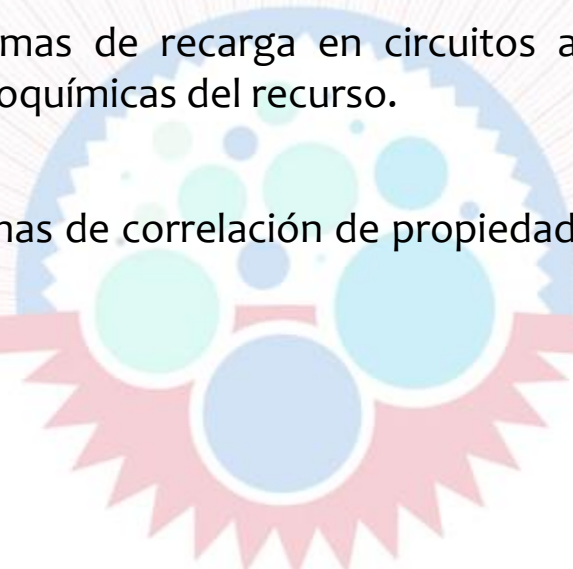 mas de recarga en circuitos a
oquímicas del recurso.
nas de correlación de propiedad